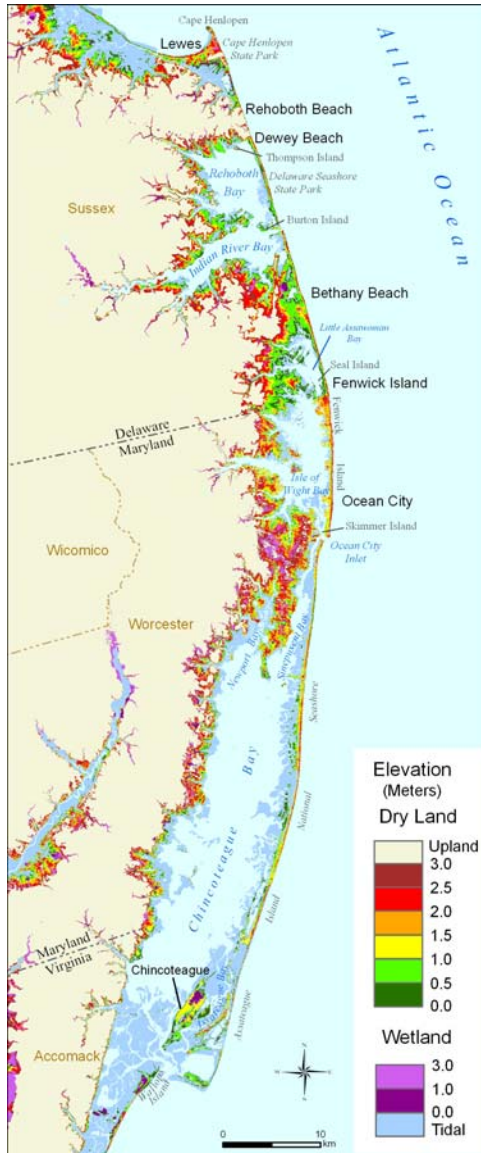 Cape Henlopen
Lewes
Cape Henlopen
State Park
Atlantic Ocean
Rehoboth Beach
Dewey Beach
Thompson Island
Rehoboth
Bay
Delaware Seashore
State Park
Sussex
Burton Island
Indian River Bay
Bethany Beach
Little Assawoman
Bay
Seal Island
Fenwick Island
Fenwick
Island
Delaware
Maryland
Isle of
Wight Bay
Ocean City
Skimmer Island
Ocean City
Inlet
Wicomico
Worcester
Newport Bay
Sinepuxent Bay
Seashore
National
Island
Assateague
Chincoteague
Bay
Maryland
Virginia
Chincoteague
Accomack
Island
Elevation
(Meters)
Dry Land
Upland
3.0
2.5
2.0
1.5
1.0
0.5
0.0
Wetland
3.0
1.0
0.0
Tidal
0
10
km